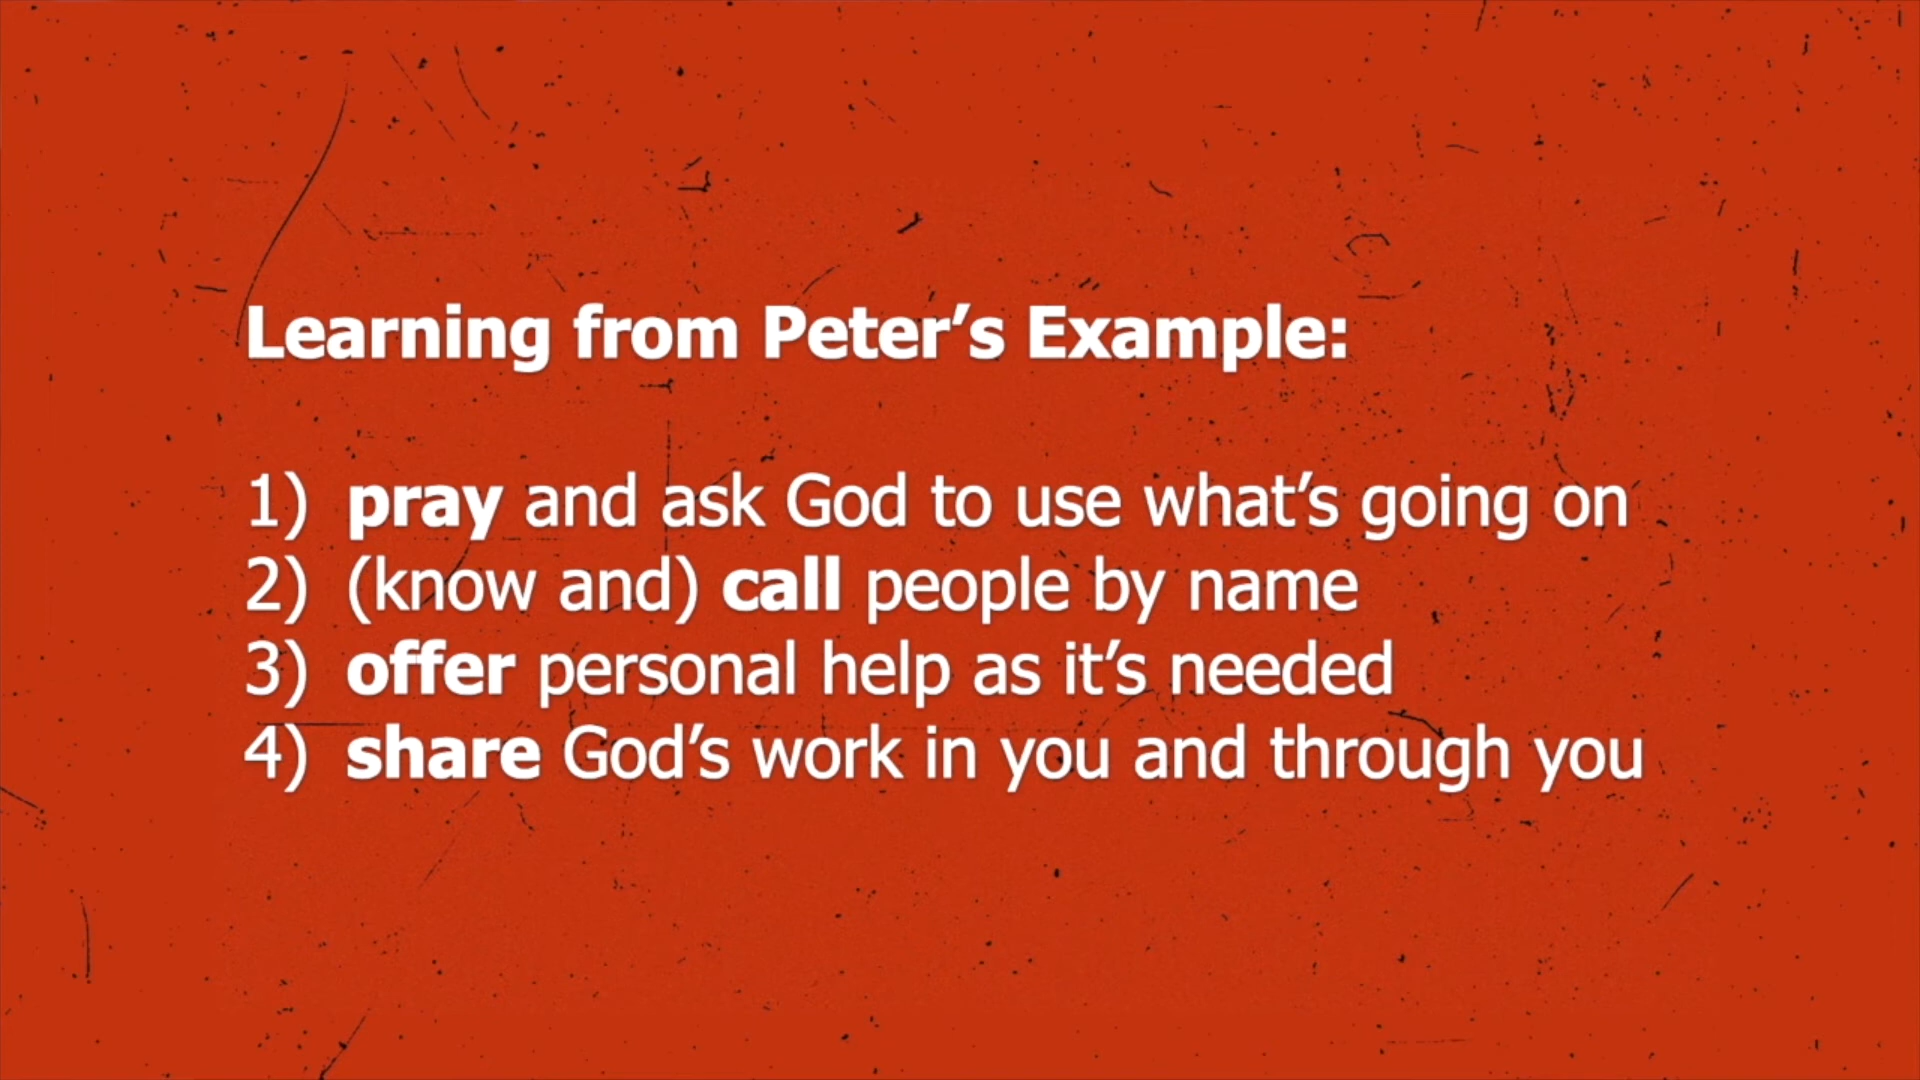 Learning from Peter’s Example:
1) pray and ask God to use what’s going on
2) (know and) call people by name
3) offer personal help as it’s needed
4) share God’s work in you and through you